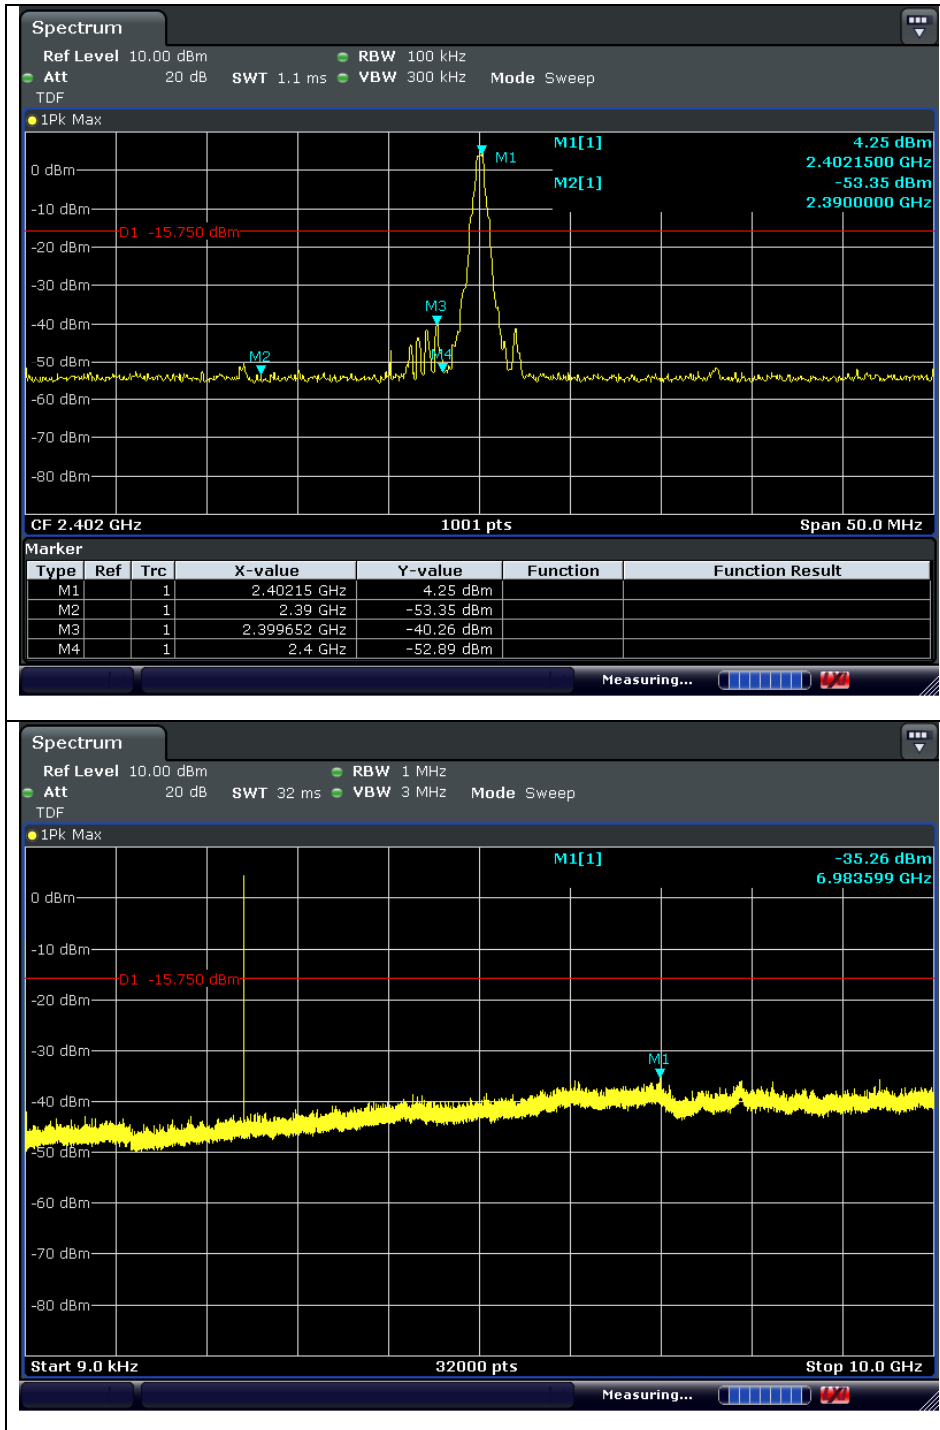 Spectrum
Ref Level 10.00 dBm RBW 100 kHz
Att 20 dB SWT 1.1 ms VBW 300 kHz Mode Sweep
TDF
1Pk Max
M1[1] 4.25 dBm
2.4021500 GHz
M2[1] -53.35 dBm
2.3900000 GHz
M1
0 dBm
-10 dBm
D1 -15.750 dBm
-20 dBm
-30 dBm
M3
-40 dBm
M2
M4
-50 dBm
-60 dBm
-70 dBm
-80 dBm
CF 2.402 GHz 1001 pts Span 50.0 MHz
Marker
Type Ref Trc X-value Y-value Function Function Result
M1 1 2.40215 GHz 4.25 dBm
M2 1 2.39 GHz -53.35 dBm
M3 1 2.399652 GHz -40.26 dBm
M4 1 2.4 GHz -52.89 dBm
Measuring...
Spectrum
Ref Level 10.00 dBm RBW 1 MHz
Att 20 dB SWT 32 ms VBW 3 MHz Mode Sweep
TDF
1Pk Max
M1[1] -35.26 dBm
6.983599 GHz
0 dBm
-10 dBm
D1 -15.750 dBm
-20 dBm
-30 dBm
M1
-40 dBm
-50 dBm
-60 dBm
-70 dBm
-80 dBm
Start 9.0 kHz 32000 pts Stop 10.0 GHz
Measuring...